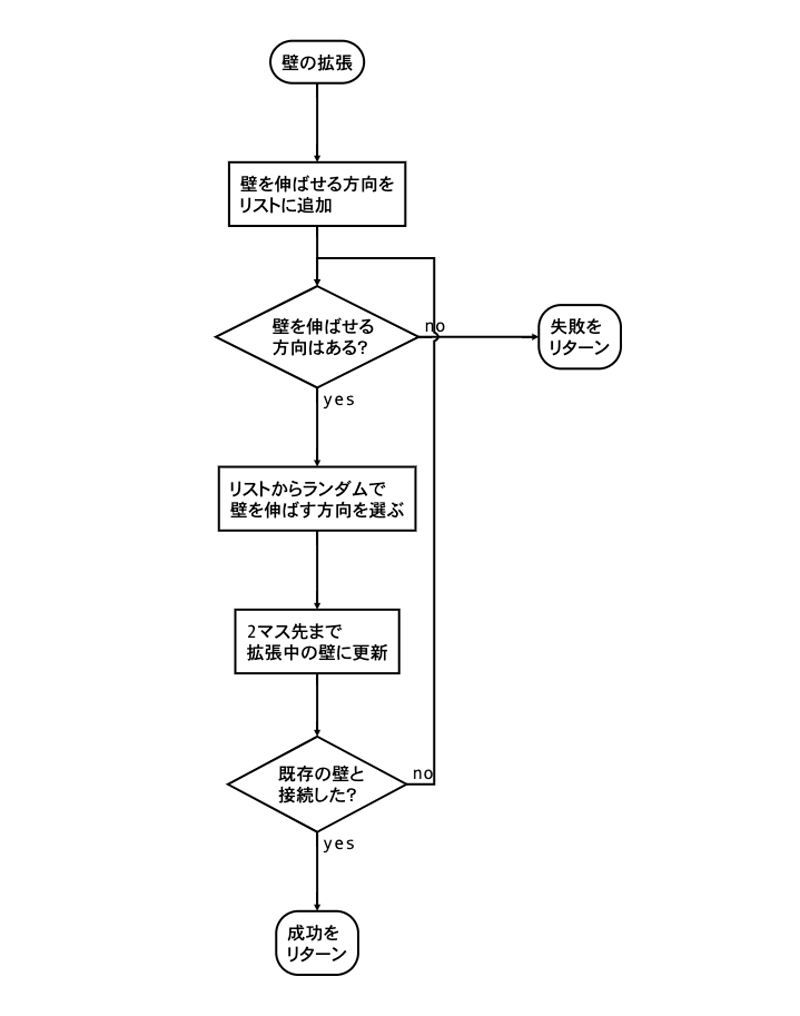 壁の拡張
壁を伸ばせる方向を
リストに追加
壁を伸ばせる
方向はある?
no
失敗を
リターン
yes
リストからランダムで
壁を伸ばす方向を選ぶ
2マス先まで
拡張中の壁に更新
既存の壁と
接続した?
no
yes
成功を
リターン